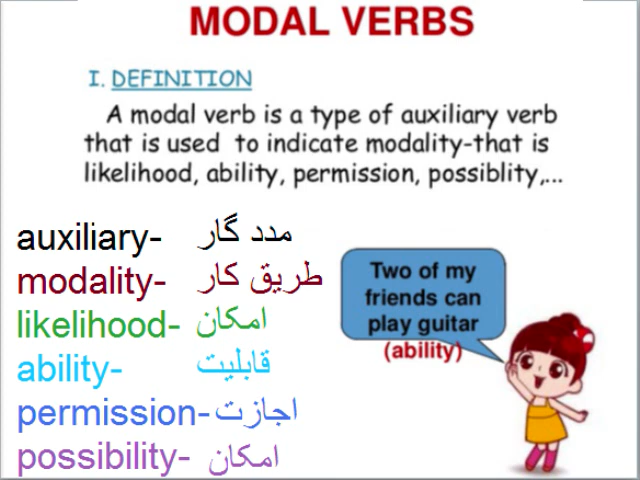 MODAL VERBS
I. DEFINITION
A modal verb is a type of auxiliary verb
that is used to indicate modality-that is
likelihood, ability, permission, possiblity,...
auxiliary- مدد گار
modality- طریق کار
likelihood- امکان
ability- قابلیت
permission- اجازت
possibility- امکان
Two of my
friends can
play guitar
(ability)